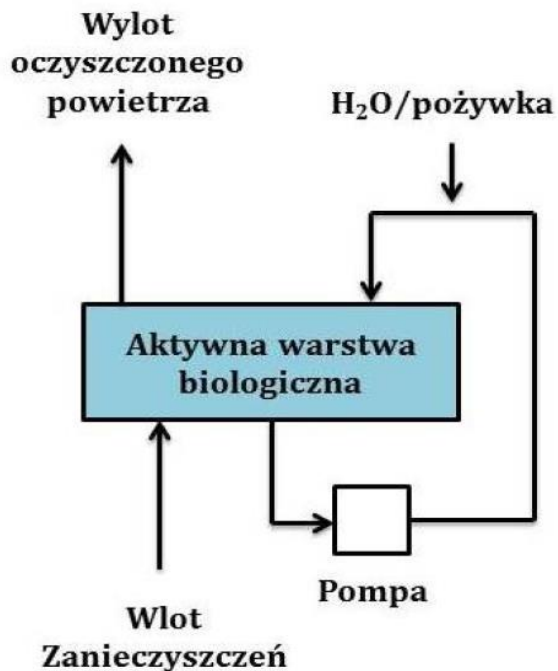 Wylot
oczyszczonego
powietrza
H₂O/pożywka
Aktywna warstwa
biologiczna
Pompa
Wlot
Zanieczyszczeń